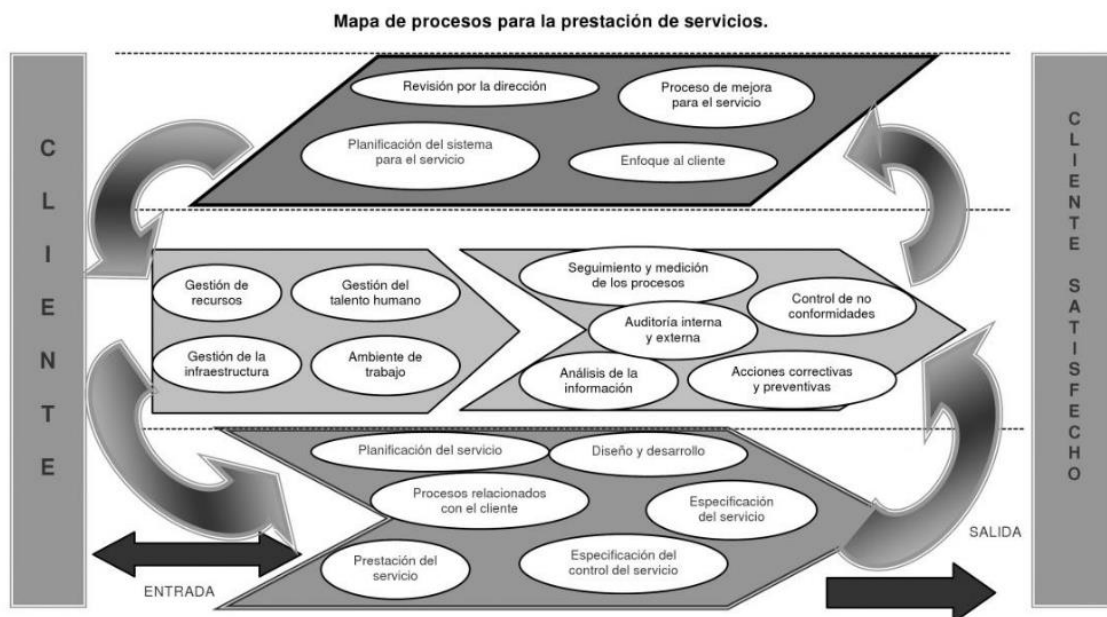 Mapa de procesos para la prestación de servicios.
CLIENTE
Revisión por la dirección
Proceso de mejora
para el servicio
Planificación del sistema
para el servicio
Enfoque al cliente
Gestión de
recursos
Gestión del
talento humano
Gestión de la
infraestructura
Ambiente de
trabajo
Seguimiento y medición
de los procesos
Control de no
conformidades
Auditoría interna
y externa
Análisis de la
información
Acciones correctivas
y preventivas
Planificación del servicio
Diseño y desarrollo
Procesos relacionados
con el cliente
Especificación
del servicio
Prestación del
servicio
Especificación del
control del servicio
ENTRADA
SALIDA
CLIENTE SATISFECHO